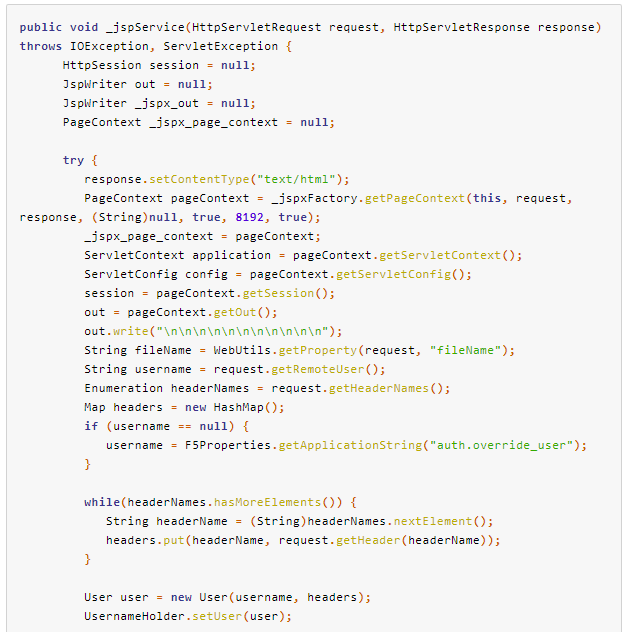 public void _jspService(HttpServletRequest request, HttpServletResponse response)
throws IOException, ServletException {
HttpSession session = null;
JspWriter out = null;
JspWriter _jspx_out = null;
PageContext _jspx_page_context = null;
try {
response.setContentType("text/html");
PageContext pageContext = _jspxFactory.getPageContext(this, request,
response, (String)null, true, 8192, true);
_jspx_page_context = pageContext;
ServletContext application = pageContext.getServletContext();
ServletConfig config = pageContext.getServletConfig();
session = pageContext.getSession();
out = pageContext.getOut();
out.write("\n\n\n\n\n\n\n\n\n\n\n");
String fileName = WebUtils.getProperty(request, "fileName");
String username = request.getRemoteUser();
Enumeration headerNames = request.getHeaderNames();
Map headers = new HashMap();
if (username == null) {
username = F5Properties.getApplicationString("auth.override_user");
}
while(headerNames.hasMoreElements()) {
String headerName = (String)headerNames.nextElement();
headers.put(headerName, request.getHeader(headerName));
}
User user = new User(username, headers);
UsernameHolder.setUser(user);